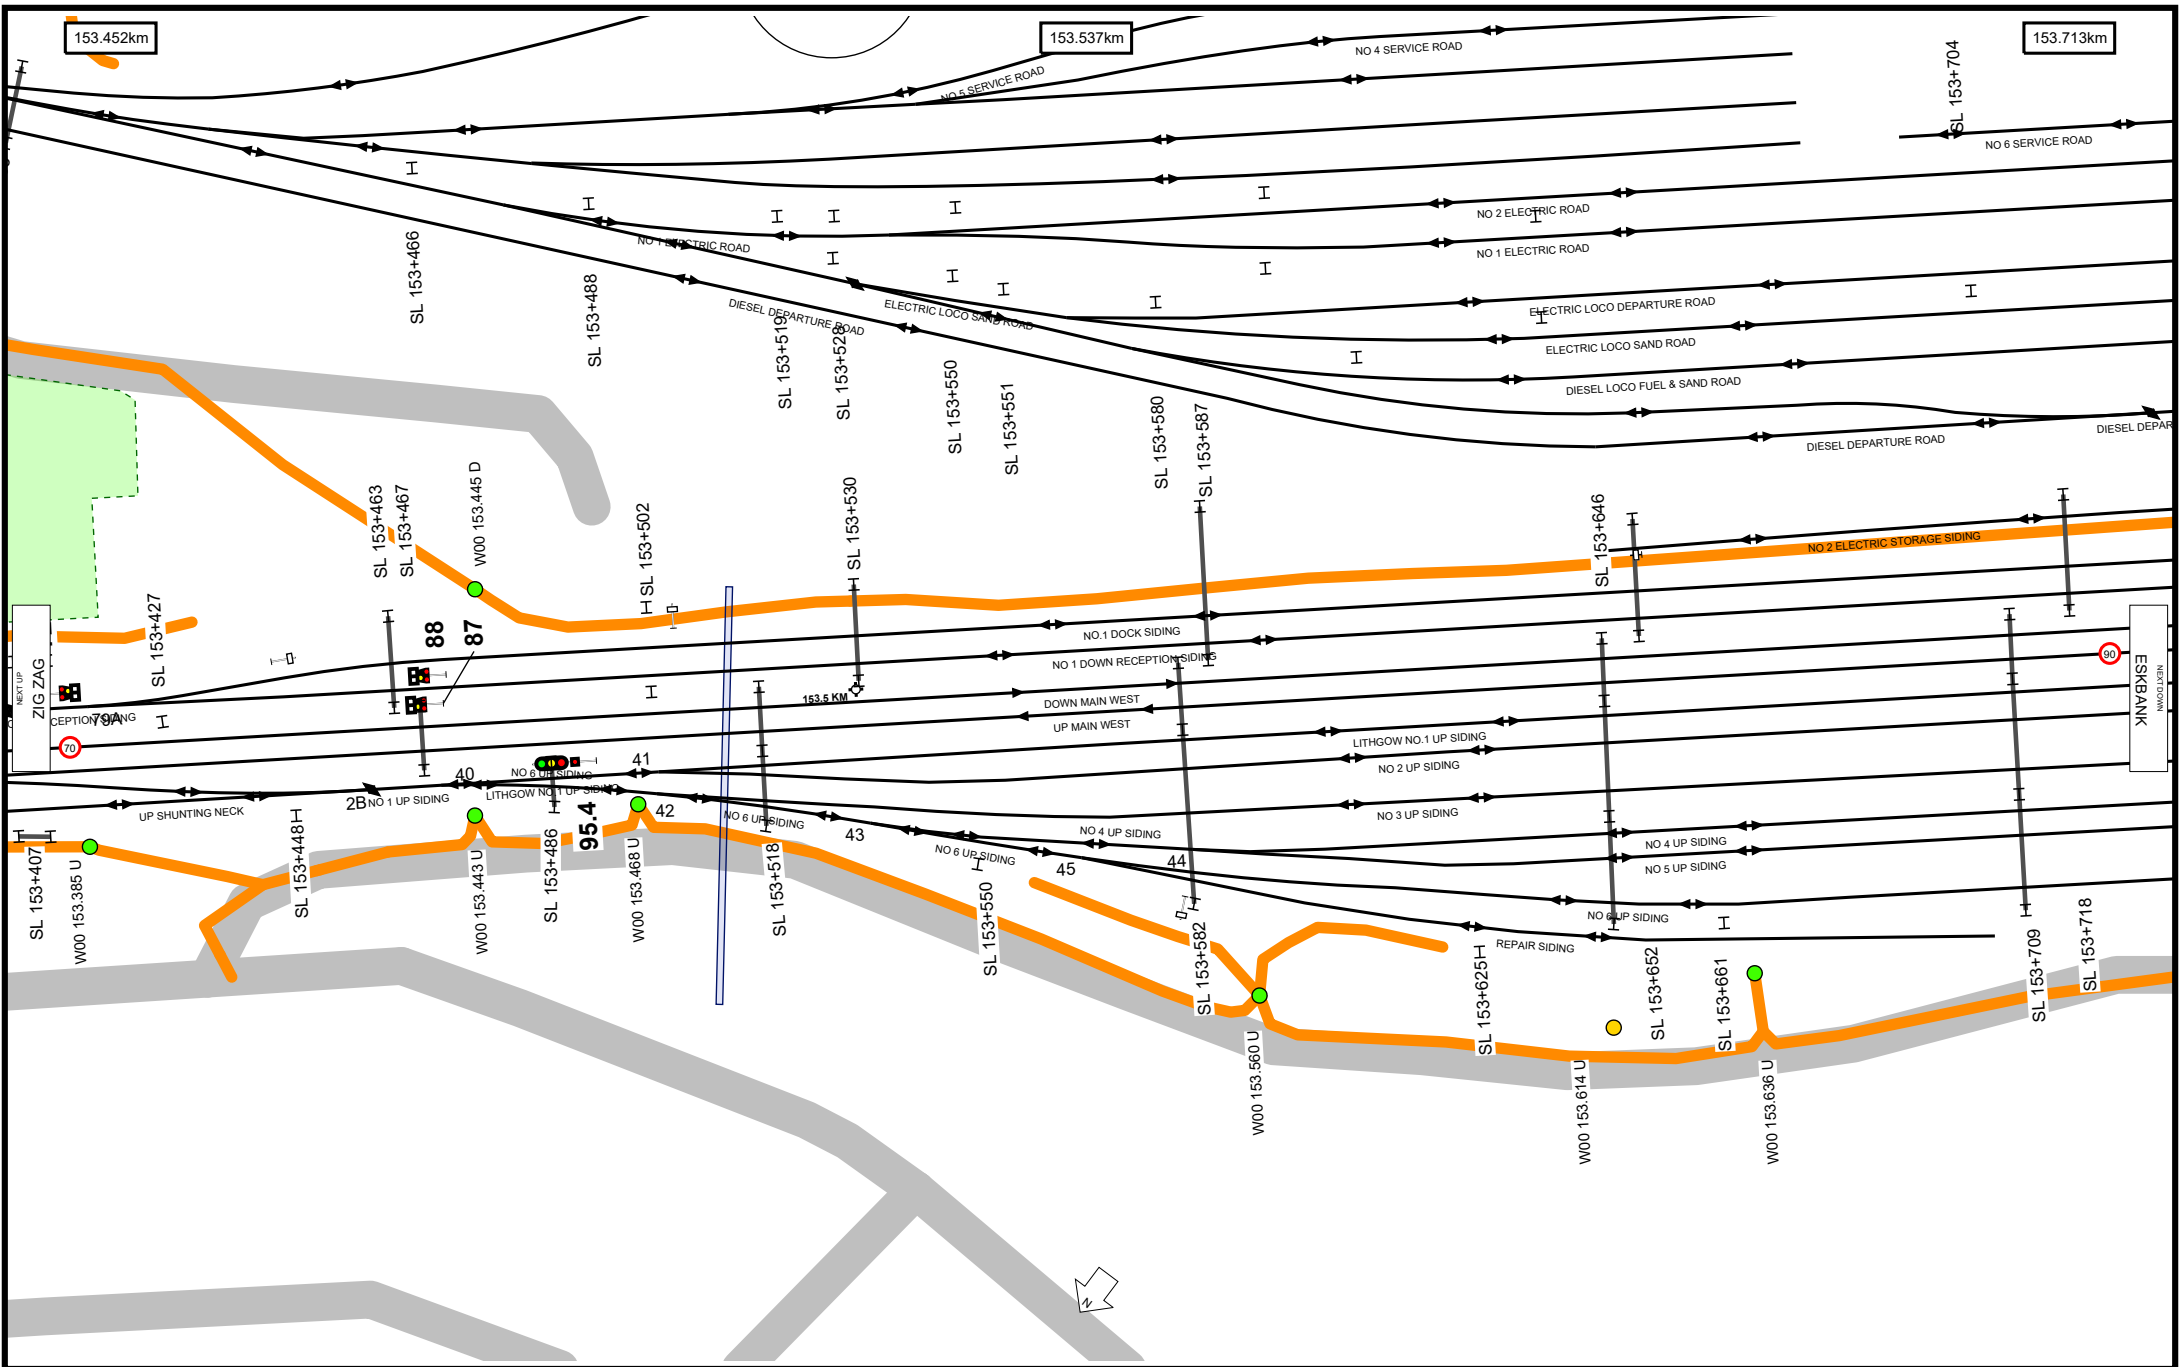 153.452km
153.537km
153.713km
NO 4 SERVICE ROAD
NO 5 SERVICE ROAD
SL 153+704
NO 6 SERVICE ROAD
SL 153+466
NO 2 ELECTRIC ROAD
NO 1 ELECTRIC ROAD
NO 1 ELECTRIC ROAD
SL 153+488
DIESEL DEPARTURE ROAD
ELECTRIC LOCO SAND ROAD
ELECTRIC LOCO DEPARTURE ROAD
SL 153+519
SL 153+528
ELECTRIC LOCO SAND ROAD
SL 153+550
SL 153+551
DIESEL LOCO FUEL & SAND ROAD
SL 153+580
SL 153+587
DIESEL DEPARTURE ROAD
DIESEL DEPAR
SL 153+463
SL 153+467
W00 153.445 D
SL 153+502
SL 153+530
SL 153+646
NO 2 ELECTRIC STORAGE SIDING
SL 153+427
88
87
NO.1 DOCK SIDING
NO 1 DOWN RECEPTION SIDING
90
NEXT UP
ZIG ZAG
NEXT DOWN
ESKBANK
153.5 KM
DOWN MAIN WEST
UP MAIN WEST
CEPTION SIDING
79A
70
LITHGOW NO.1 UP SIDING
NO 2 UP SIDING
40
NO 6 UP SIDING
41
LITHGOW NO.1 UP SIDING
2B
NO 1 UP SIDING
UP SHUNTING NECK
42
NO 6 UP SIDING
43
NO 3 UP SIDING
NO 4 UP SIDING
NO 4 UP SIDING
NO 5 UP SIDING
NO 6 UP SIDING
45
44
95.4
SL 153+407
W00 153.385 U
SL 153+448
W00 153.443 U
SL 153+486
W00 153.468 U
SL 153+518
SL 153+550
SL 153+582
NO 6 UP SIDING
REPAIR SIDING
SL 153+625
SL 153+652
SL 153+661
SL 153+709
SL 153+718
W00 153.560 U
W00 153.614 U
W00 153.636 U
N